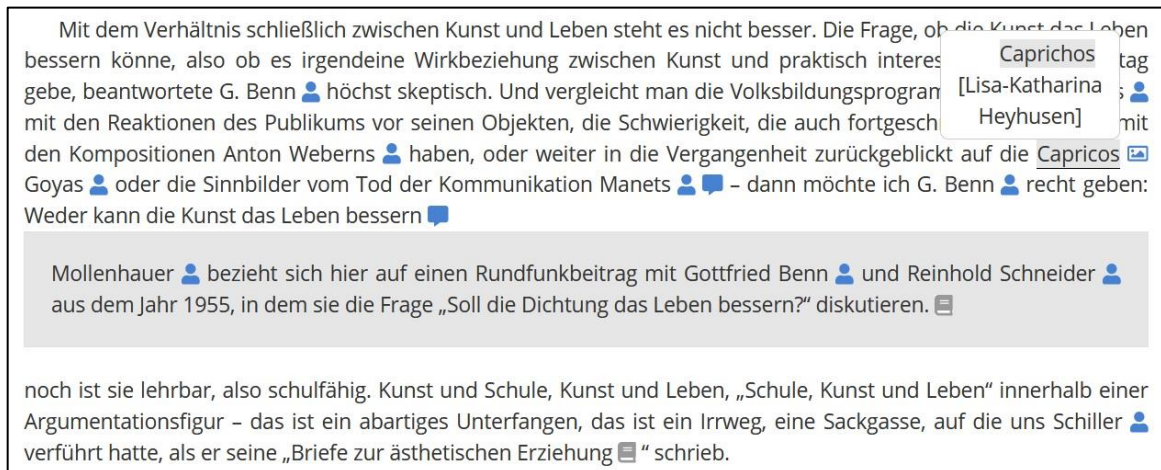 Mit dem Verhältnis schließlich zwischen Kunst und Leben steht es nicht besser. Die Frage, ob die Kunst das Leben
bessern könne, also ob es irgendeine Wirkbeziehung zwischen Kunst und praktisch interes tag
gebe, beantwortete G. Benn höchst skeptisch. Und vergleicht man die Volksbildungsprogram s
mit den Reaktionen des Publikums vor seinen Objekten, die Schwierigkeit, die auch fortgesch mit
den Kompositionen Anton Weberns haben, oder weiter in die Vergangenheit zurückgeblickt auf die Capricos
Goyas oder die Sinnbilder vom Tod der Kommunikation Manets – dann möchte ich G. Benn recht geben:
Weder kann die Kunst das Leben bessern
Caprichos
[Lisa-Katharina
Heyhusen]
Mollenhauer bezieht sich hier auf einen Rundfunkbeitrag mit Gottfried Benn und Reinhold Schneider
aus dem Jahr 1955, in dem sie die Frage „Soll die Dichtung das Leben bessern?“ diskutieren.
noch ist sie lehrbar, also schulfähig. Kunst und Schule, Kunst und Leben, „Schule, Kunst und Leben“ innerhalb einer
Argumentationsfigur – das ist ein abartiges Unterfangen, das ist ein Irrweg, eine Sackgasse, auf die uns Schiller
verführt hatte, als er seine „Briefe zur ästhetischen Erziehung “ schrieb.